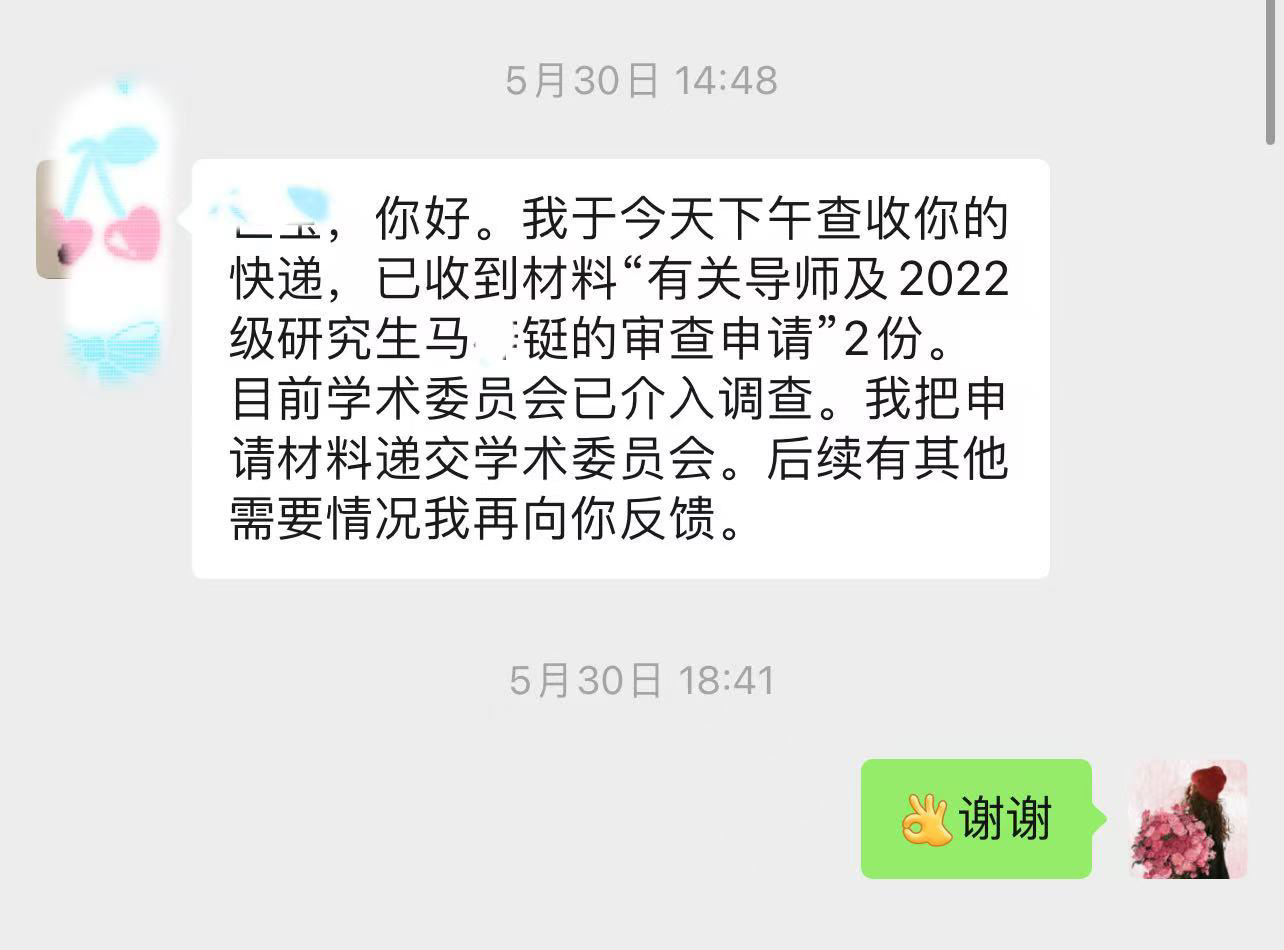 5月30日 14:48
，你好。我于今天下午查收你的
快递，已收到材料“有关导师及2022
级研究生马铤的审查申请”2份。
目前学术委员会已介入调查。我把申
请材料递交学术委员会。后续有其他
需要情况我再向你反馈。
5月30日 18:41
👌谢谢